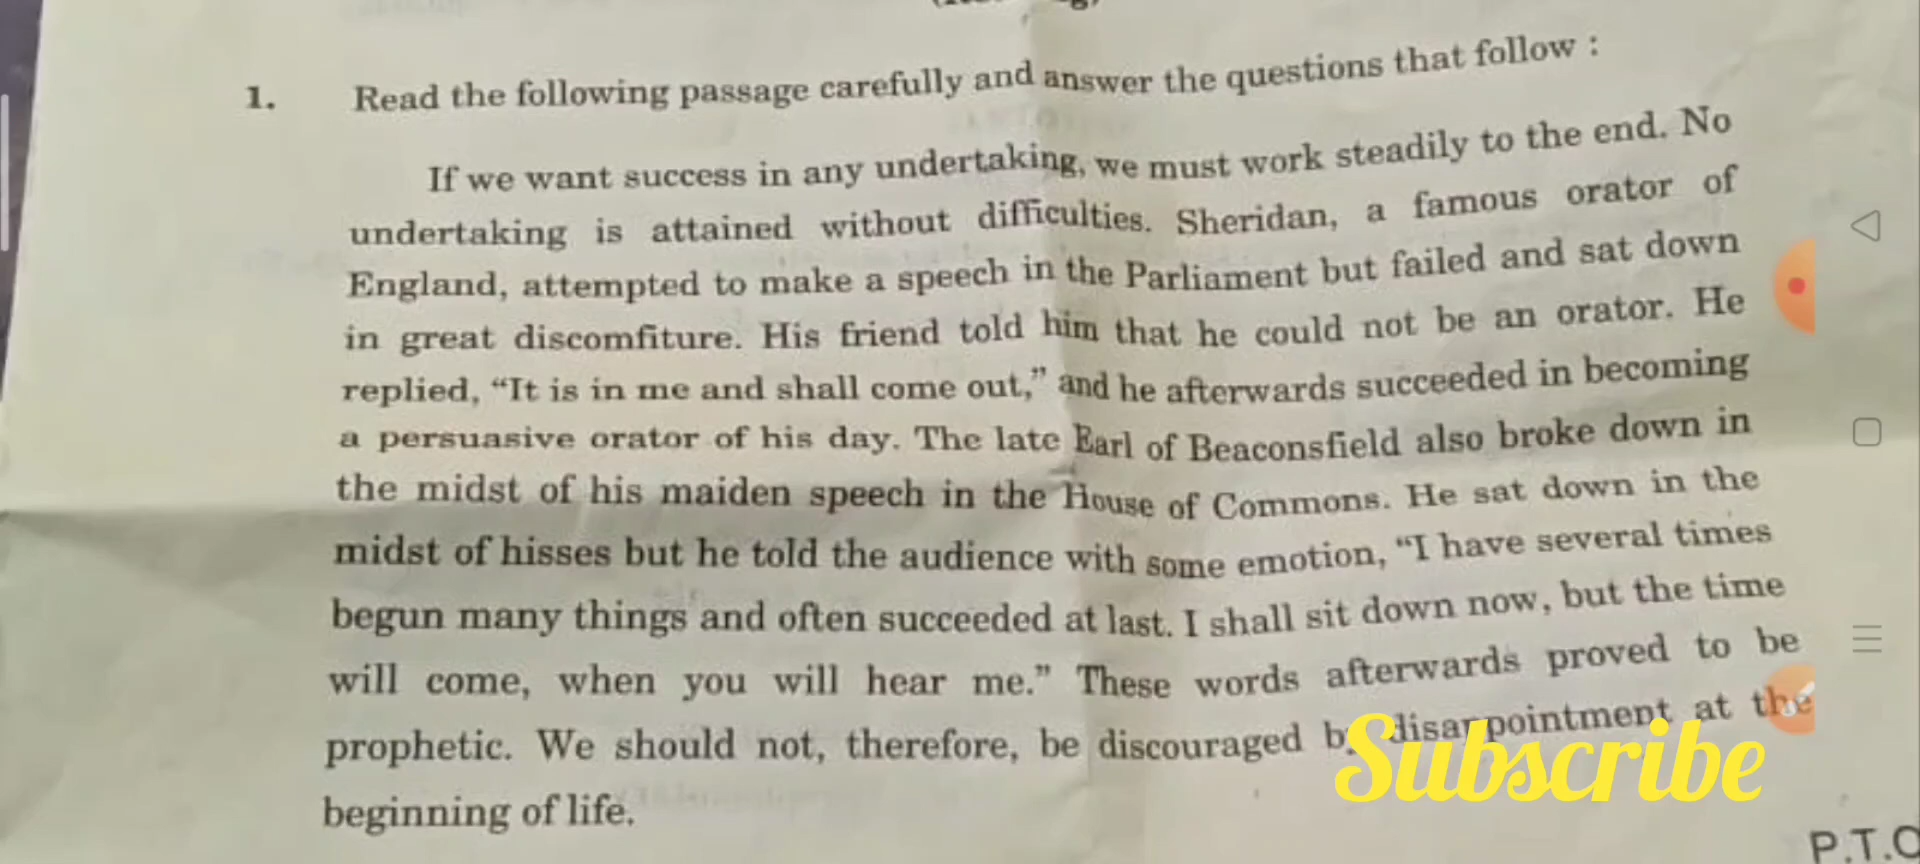 1. Read the following passage carefully and answer the questions that follow :
If we want success in any undertaking, we must work steadily to the end. No
undertaking is attained without difficulties. Sheridan, a famous orator of
England, attempted to make a speech in the Parliament but failed and sat down
in great discomfiture. His friend told him that he could not be an orator. He
replied, “It is in me and shall come out,” and he afterwards succeeded in becoming
a persuasive orator of his day. The late Earl of Beaconsfield also broke down in
the midst of his maiden speech in the House of Commons. He sat down in the
midst of hisses but he told the audience with some emotion, “I have several times
begun many things and often succeeded at last. I shall sit down now, but the time
will come, when you will hear me.” These words afterwards proved to be
prophetic. We should not, therefore, be discouraged by disappointment at the
beginning of life.
Subscribe
P.T.O